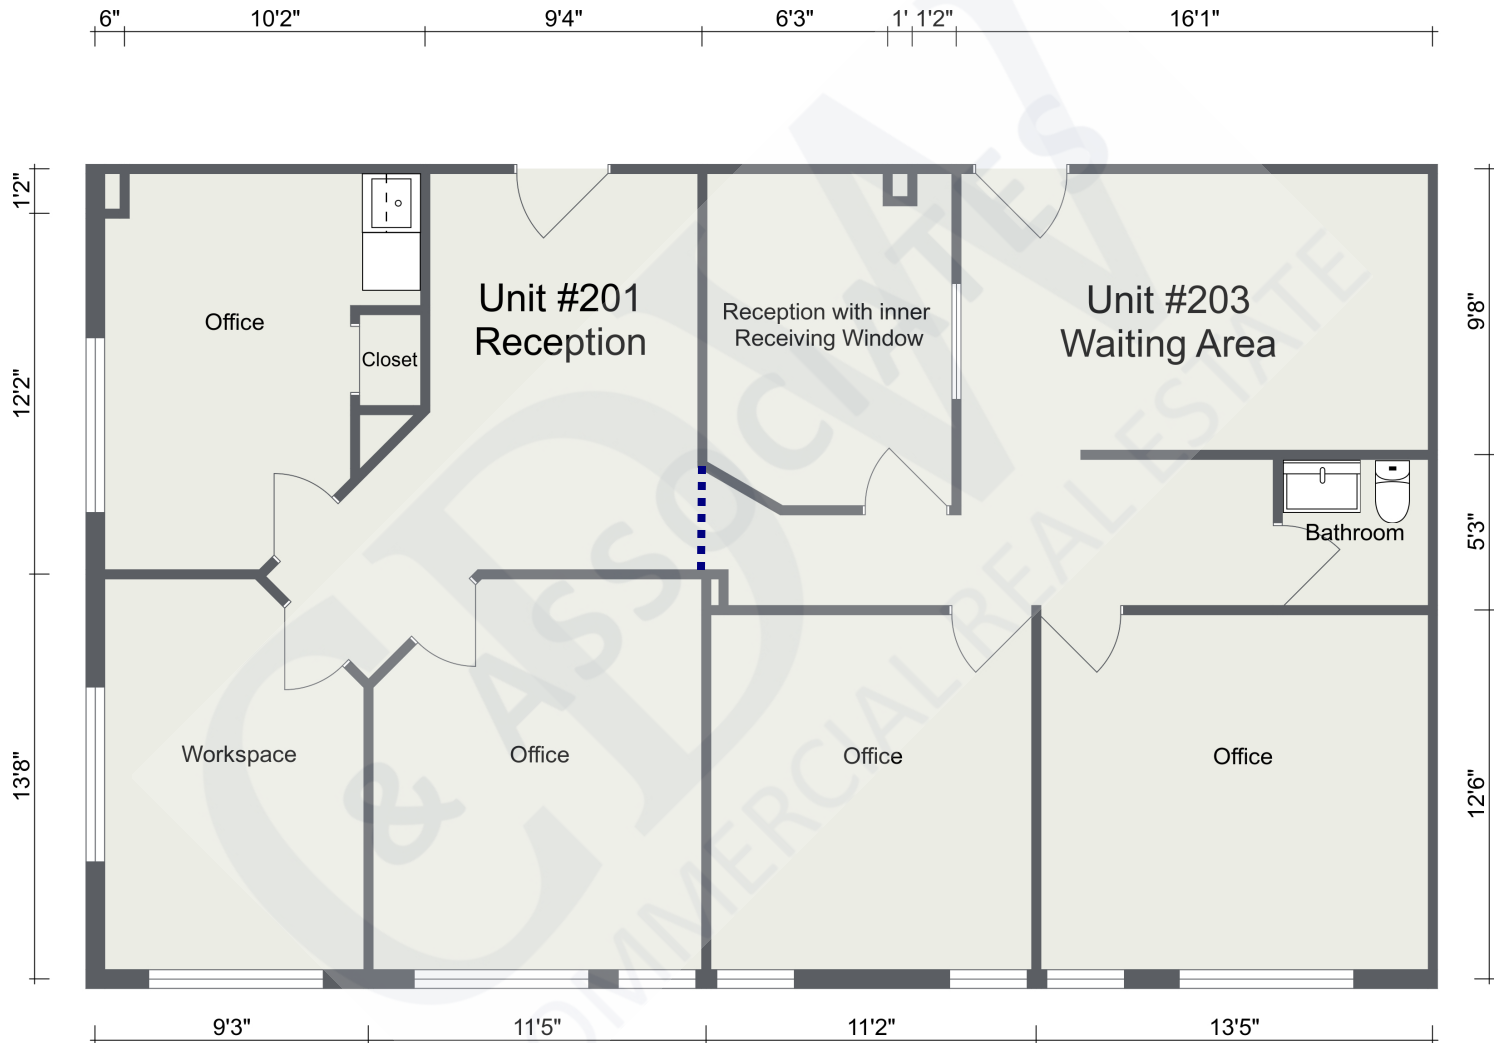 6" 10'2" 9'4" 6'3" 1' 1'2" 16'1"
1'2"
12'2"
13'8"
9'8"
5'3"
12'6"
Office
Closet
Unit #201
Reception
Reception with inner
Receiving Window
Unit #203
Waiting Area
Bathroom
Workspace
Office
Office
Office
9'3" 11'5" 11'2" 13'5"
& ASSOCIATES
REAL ESTATE